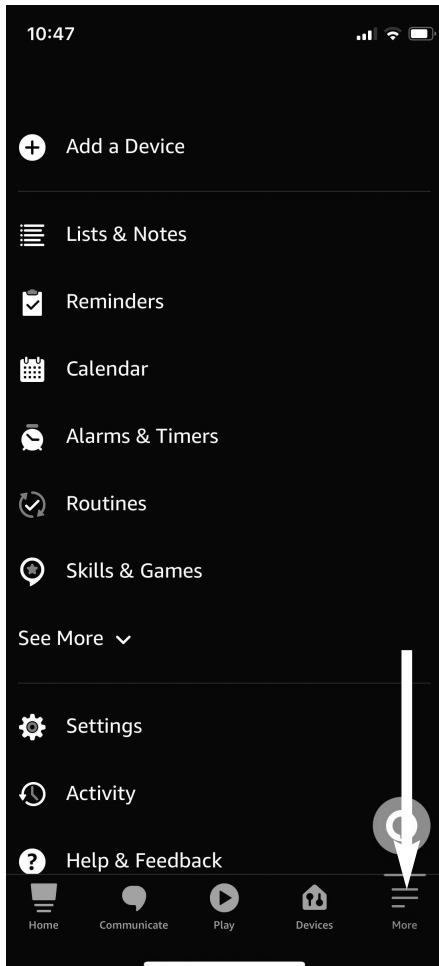 10:47
Add a Device
Lists & Notes
Reminders
Calendar
Alarms & Timers
Routines
Skills & Games
See More
Settings
Activity
Help & Feedback
Home Communicate Play Devices More